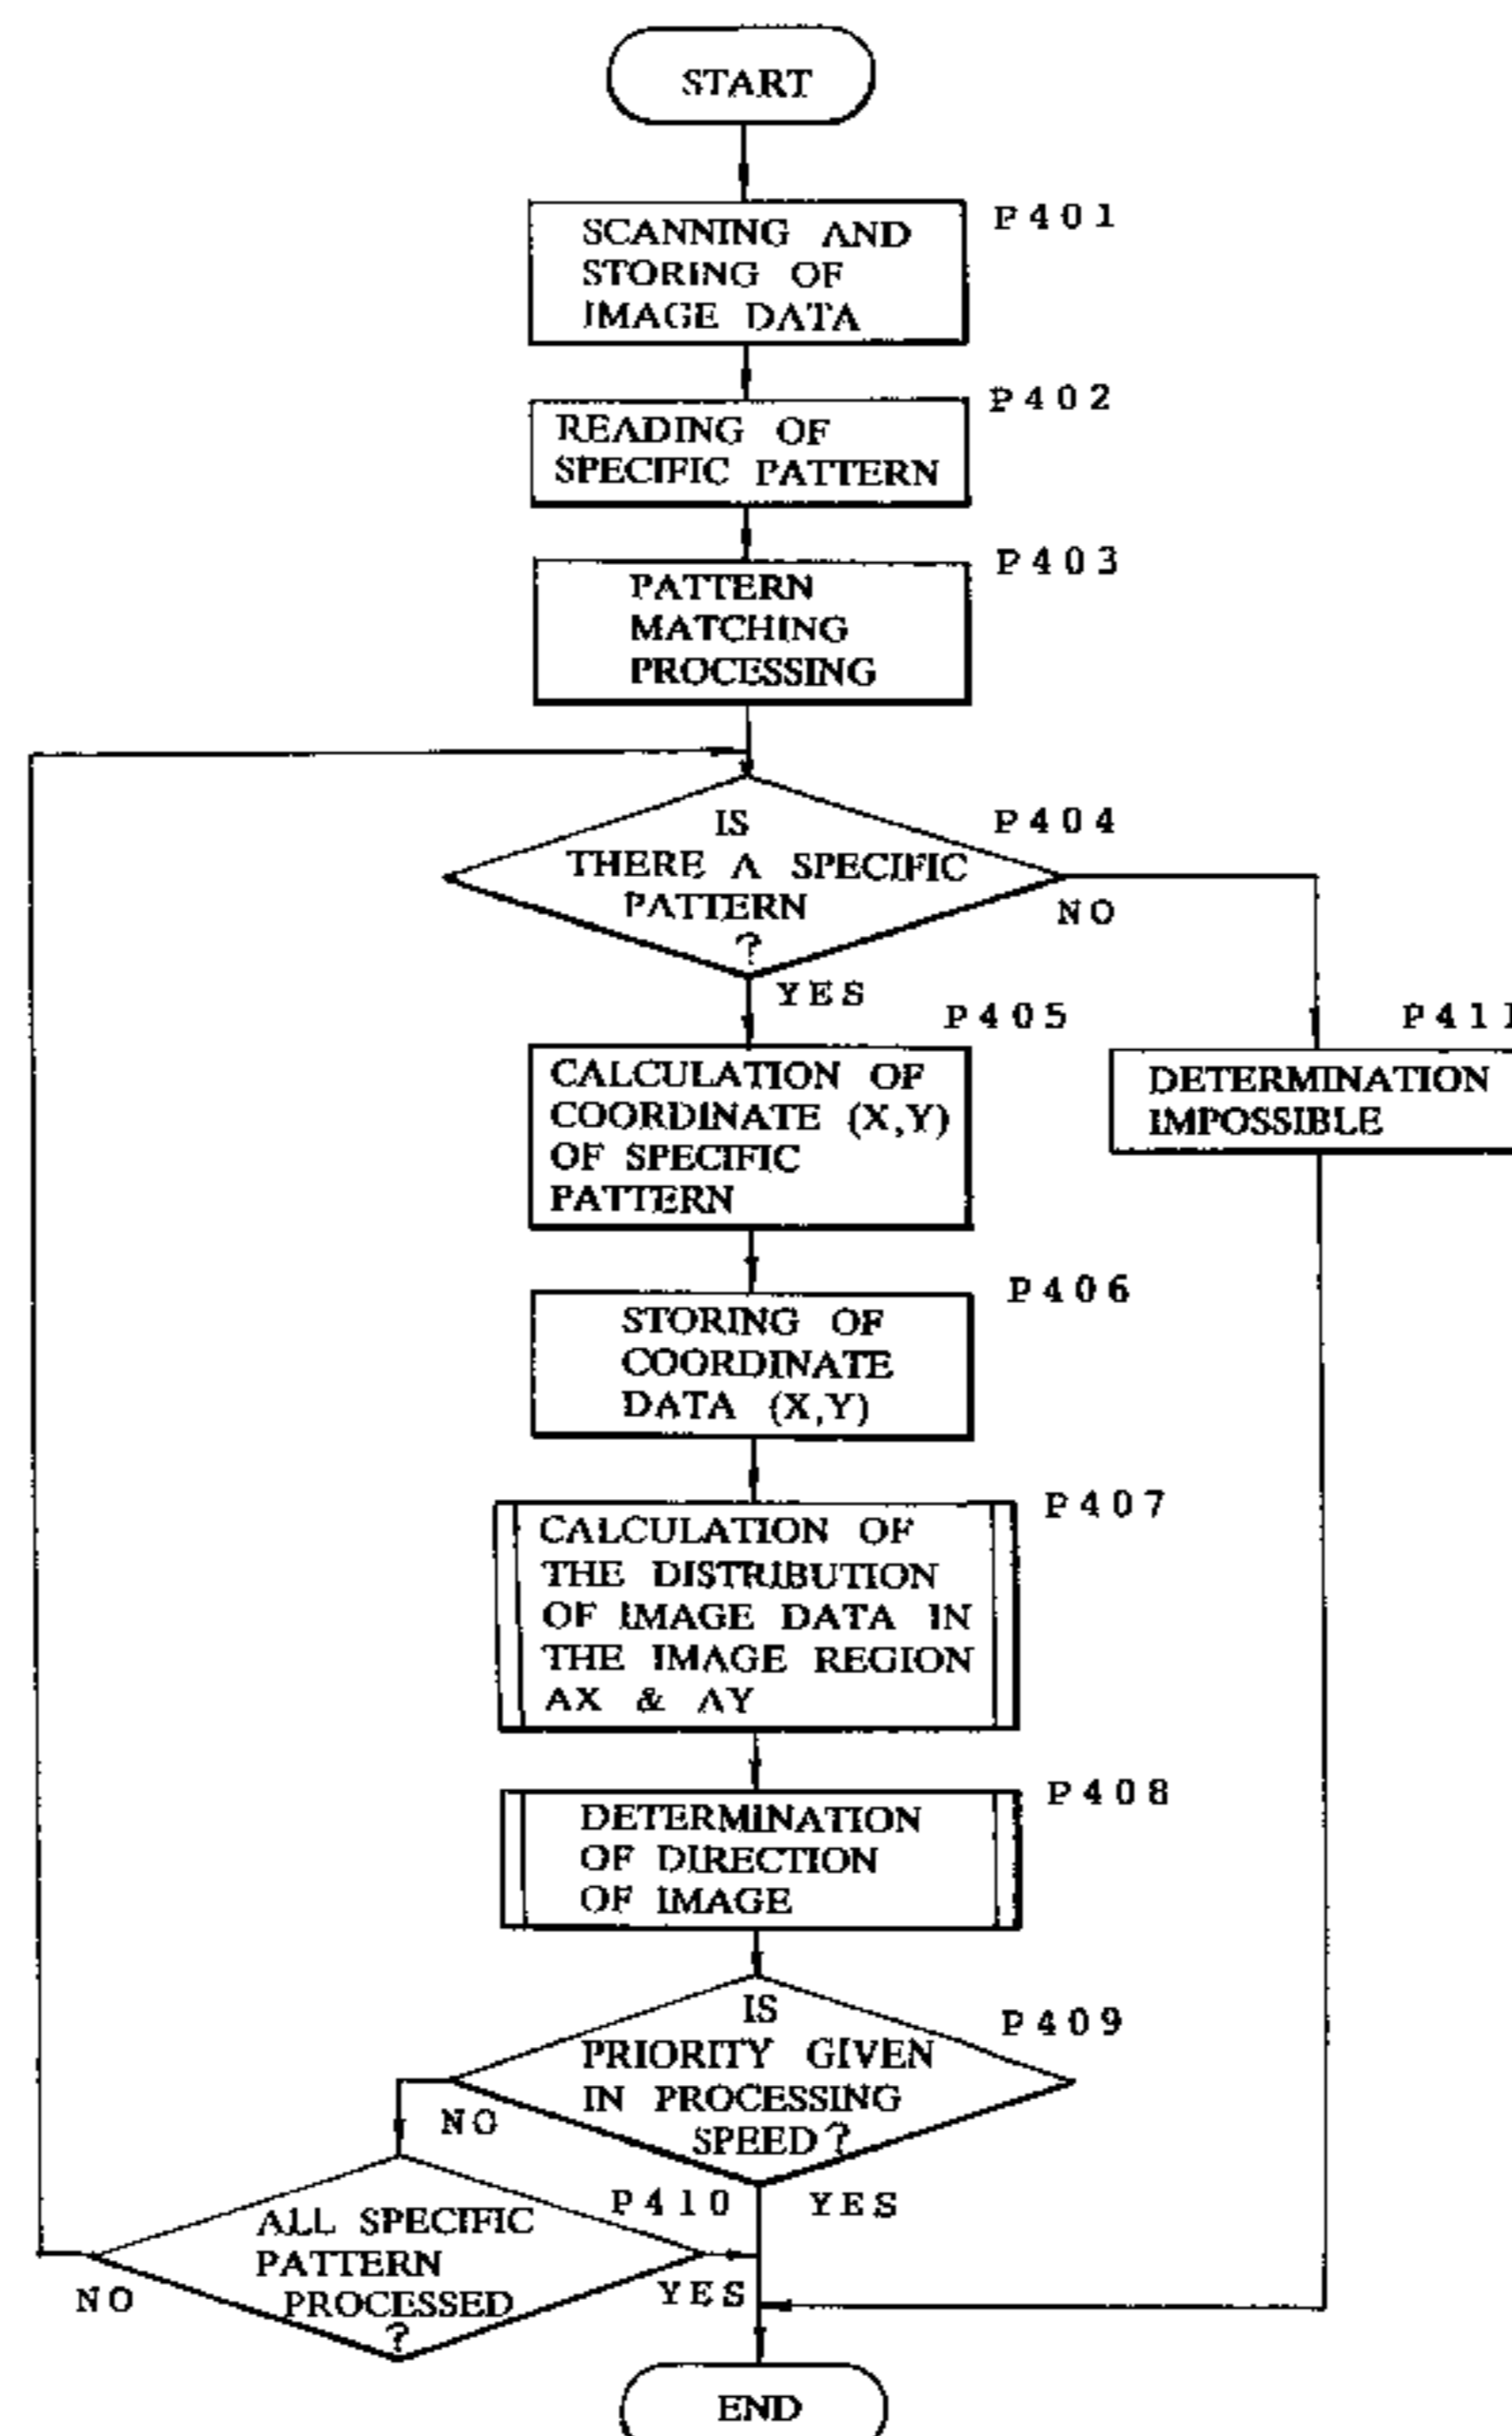 START
P401
SCANNING AND
STORING OF
IMAGE DATA
P402
READING OF
SPECIFIC PATTERN
P403
PATTERN
MATCHING
PROCESSING
P404
IS
THERE A SPECIFIC
PATTERN
?
NO
YES
P405
CALCULATION OF
COORDINATE (X,Y)
OF SPECIFIC
PATTERN
P411
DETERMINATION
IMPOSSIBLE
P406
STORING OF
COORDINATE
DATA (X,Y)
P407
CALCULATION OF
THE DISTRIBUTION
OF IMAGE DATA IN
THE IMAGE REGION
AX & AY
P408
DETERMINATION
OF DIRECTION
OF IMAGE
P409
IS
PRIORITY GIVEN
IN PROCESSING
SPEED?
NO
YES
P410
ALL SPECIFIC
PATTERN
PROCESSED
?
NO
YES
END